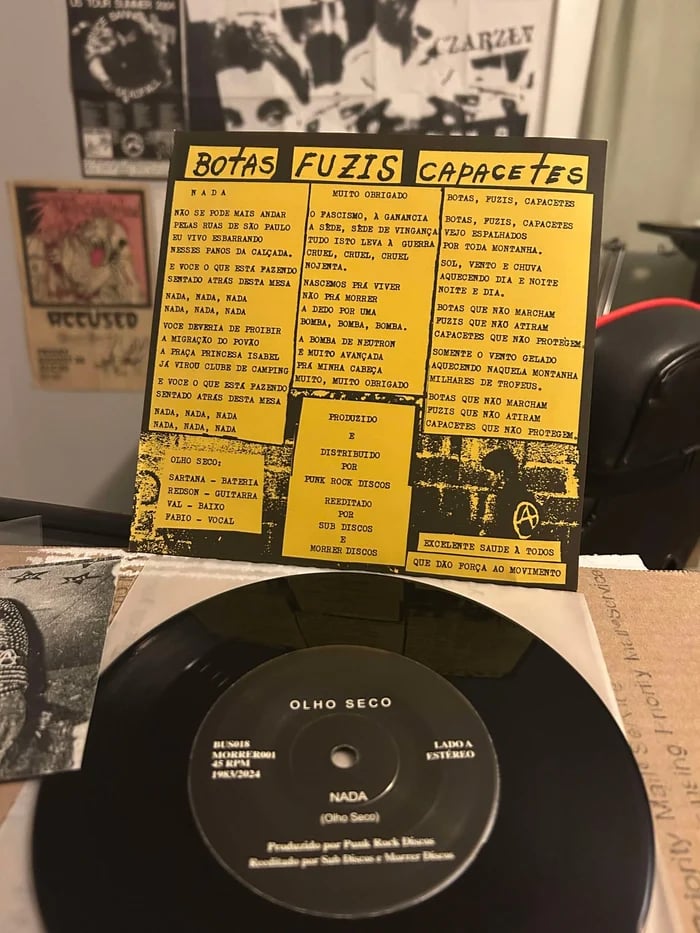 US TOUR SUMMER 2004
CZARZEV
ACCUSED
BOTAS FUZIS CAPACETES
NADA
NÃO SE PODE MAIS ANDAR
PELAS RUAS DE SÃO PAULO
EU VIVO ESBARRANDO
NESSES PANOS DA CALÇADA.
E VOCE O QUE ESTÁ FAZENDO
SENTADO ATRÁS DESTA MESA
NADA, NADA, NADA
NADA, NADA, NADA
VOCE DEVERIA DE PROIBIR
A MIGRAÇÃO DO POVÃO
A PRAÇA PRINCESA ISABEL
JÁ VIROU CLUBE DE CAMPING
E VOCE O QUE ESTÁ FAZENDO
SENTADO ATRÁS DESTA MESA
NADA, NADA, NADA
NADA, NADA, NADA.
MUITO OBRIGADO
O FASCISMO, À GANANCIA
A SÊDE, SÊDE DE VINGANÇA
TUDO ISTO LEVA À GUERRA
CRUEL, CRUEL, CRUEL
NOJENTA.
NASCEMOS PRA VIVER
NÃO PRÁ MORRER
A DEDO POR UMA
BOMBA, BOMBA, BOMBA.
A BOMBA DE NEUTRON
É MUITO AVANÇADA
PRÁ MINHA CABEÇA
MUITO, MUITO OBRIGADO
BOTAS, FUZIS, CAPACETES
BOTAS, FUZIS, CAPACETES
VEJO ESPALHADOS
POR TODA MONTANHA.
SOL, VENTO E CHUVA
AQUECENDO DIA E NOITE
NOITE E DIA.
BOTAS QUE NÃO MARCHAM
FUZIS QUE NÃO ATIRAM
CAPACETES QUE NÃO PROTEGEM.
SOMENTE O VENTO GELADO
AQUECENDO NAQUELA MONTANHA
MILHARES DE TROFEUS.
BOTAS QUE NÃO MARCHAM
FUZIS QUE NÃO ATIRAM
CAPACETES QUE NÃO PROTEGEM.
OLHO SECO:
SARTANA - BATERIA
REDSON - GUITARRA
VAL - BAIXO
FABIO - VOCAL
PRODUZIDO
E
DISTRIBUIDO
POR
PUNK ROCK DISCOS
REEDITADO
POR
SUB DISCOS
E
MORRER DISCOS
EXCELENTE SAUDE À TODOS
QUE DÃO FORÇA AO MOVIMENTO
OLHO SECO
BUS018
MORRER001
45 RPM
1983/2024
LADO A
ESTÉREO
NADA
(Olho Seco)
Produzido por Punk Rock Discos
Reeditado por Sub Discos e Morrer Discos
Priority Mail